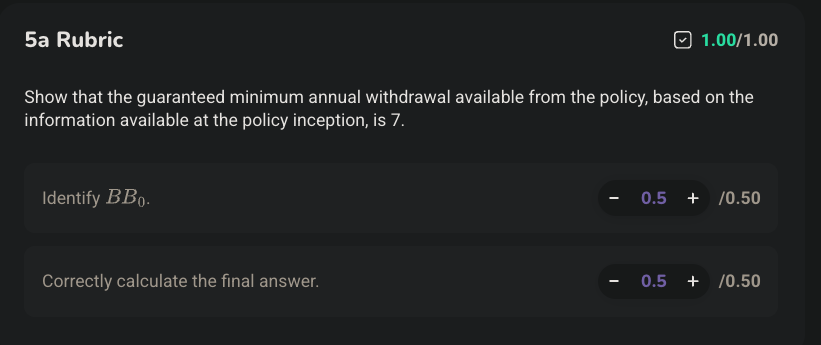 5a Rubric
1.00/1.00
Show that the guaranteed minimum annual withdrawal available from the policy, based on the
information available at the policy inception, is 7.
Identify BB₀.
− 0.5 + /0.50
Correctly calculate the final answer.
− 0.5 + /0.50